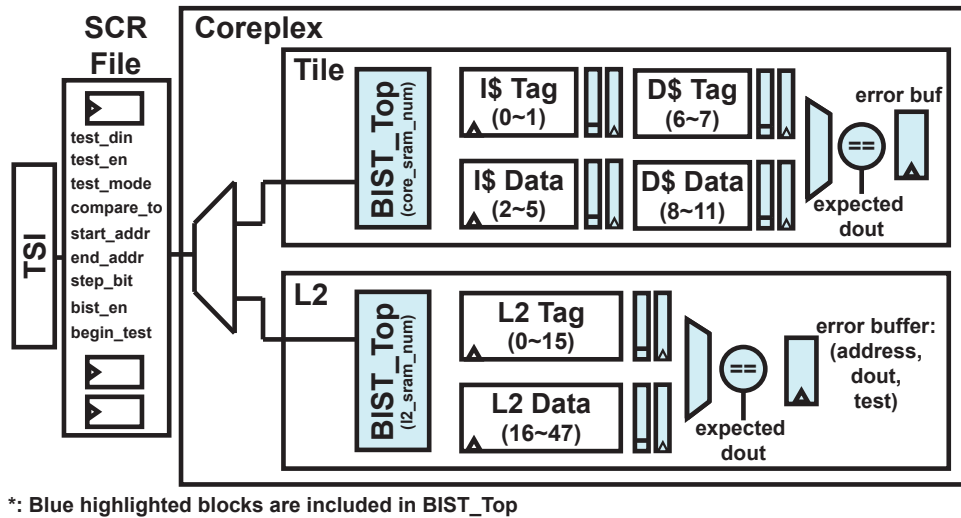 SCR
File
TSI
test_din
test_en
test_mode
compare_to
start_addr
end_addr
step_bit
bist_en
begin_test
Coreplex
Tile
BIST_Top
(core_sram_num)
I$ Tag
(0~1)
D$ Tag
(6~7)
I$ Data
(2~5)
D$ Data
(8~11)
==
error buf
expected
dout
L2
BIST_Top
(l2_sram_num)
L2 Tag
(0~15)
L2 Data
(16~47)
==
expected
dout
error buffer:
(address,
dout,
test)
*: Blue highlighted blocks are included in BIST_Top